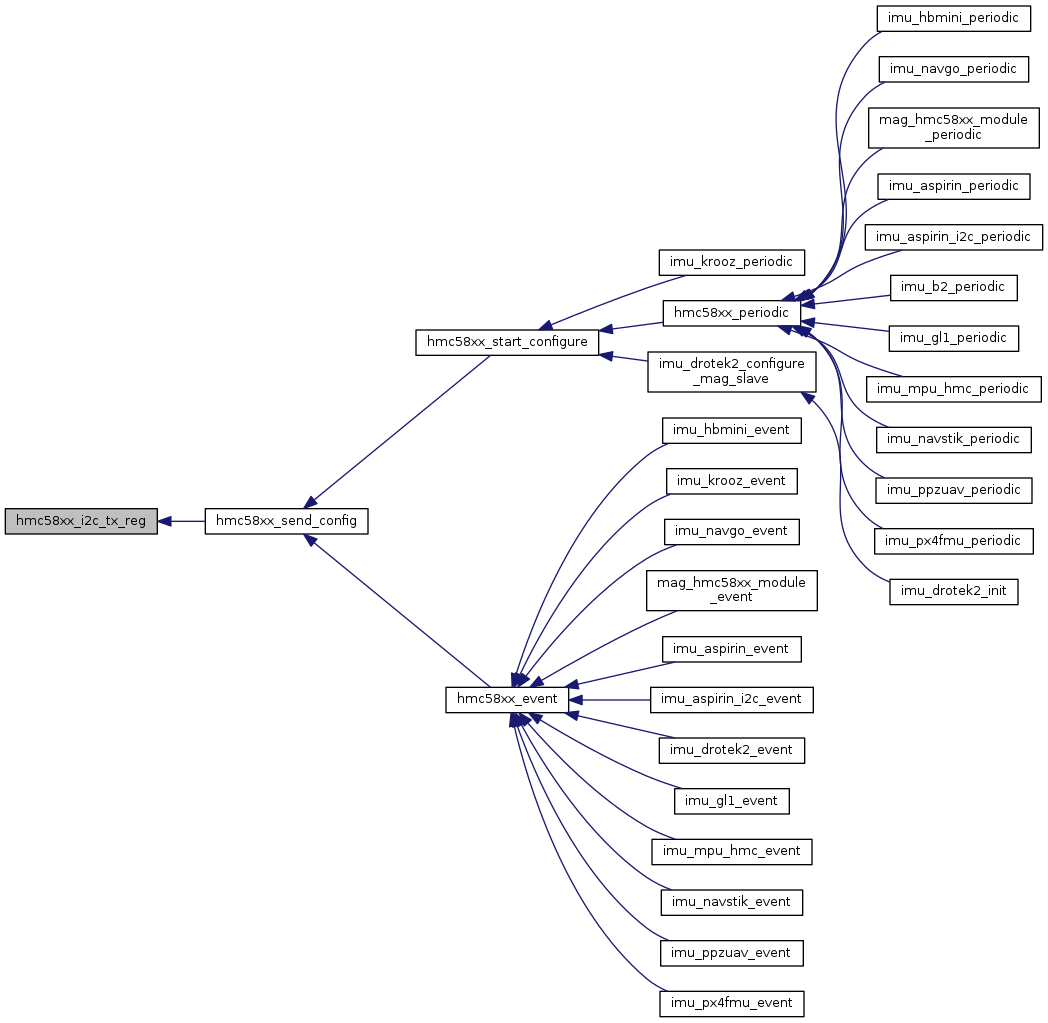 imu_hbmini_periodic
imu_navgo_periodic
mag_hmc58xx_module
_periodic
imu_aspirin_periodic
imu_aspirin_i2c_periodic
imu_krooz_periodic
imu_b2_periodic
hmc58xx_periodic
imu_gl1_periodic
hmc58xx_start_configure
imu_drotek2_configure
_mag_slave
imu_mpu_hmc_periodic
imu_hbmini_event
imu_navstik_periodic
imu_krooz_event
imu_ppzuav_periodic
hmc58xx_i2c_tx_reg
hmc58xx_send_config
imu_navgo_event
imu_px4fmu_periodic
mag_hmc58xx_module
_event
imu_drotek2_init
imu_aspirin_event
hmc58xx_event
imu_aspirin_i2c_event
imu_drotek2_event
imu_gl1_event
imu_mpu_hmc_event
imu_navstik_event
imu_ppzuav_event
imu_px4fmu_event